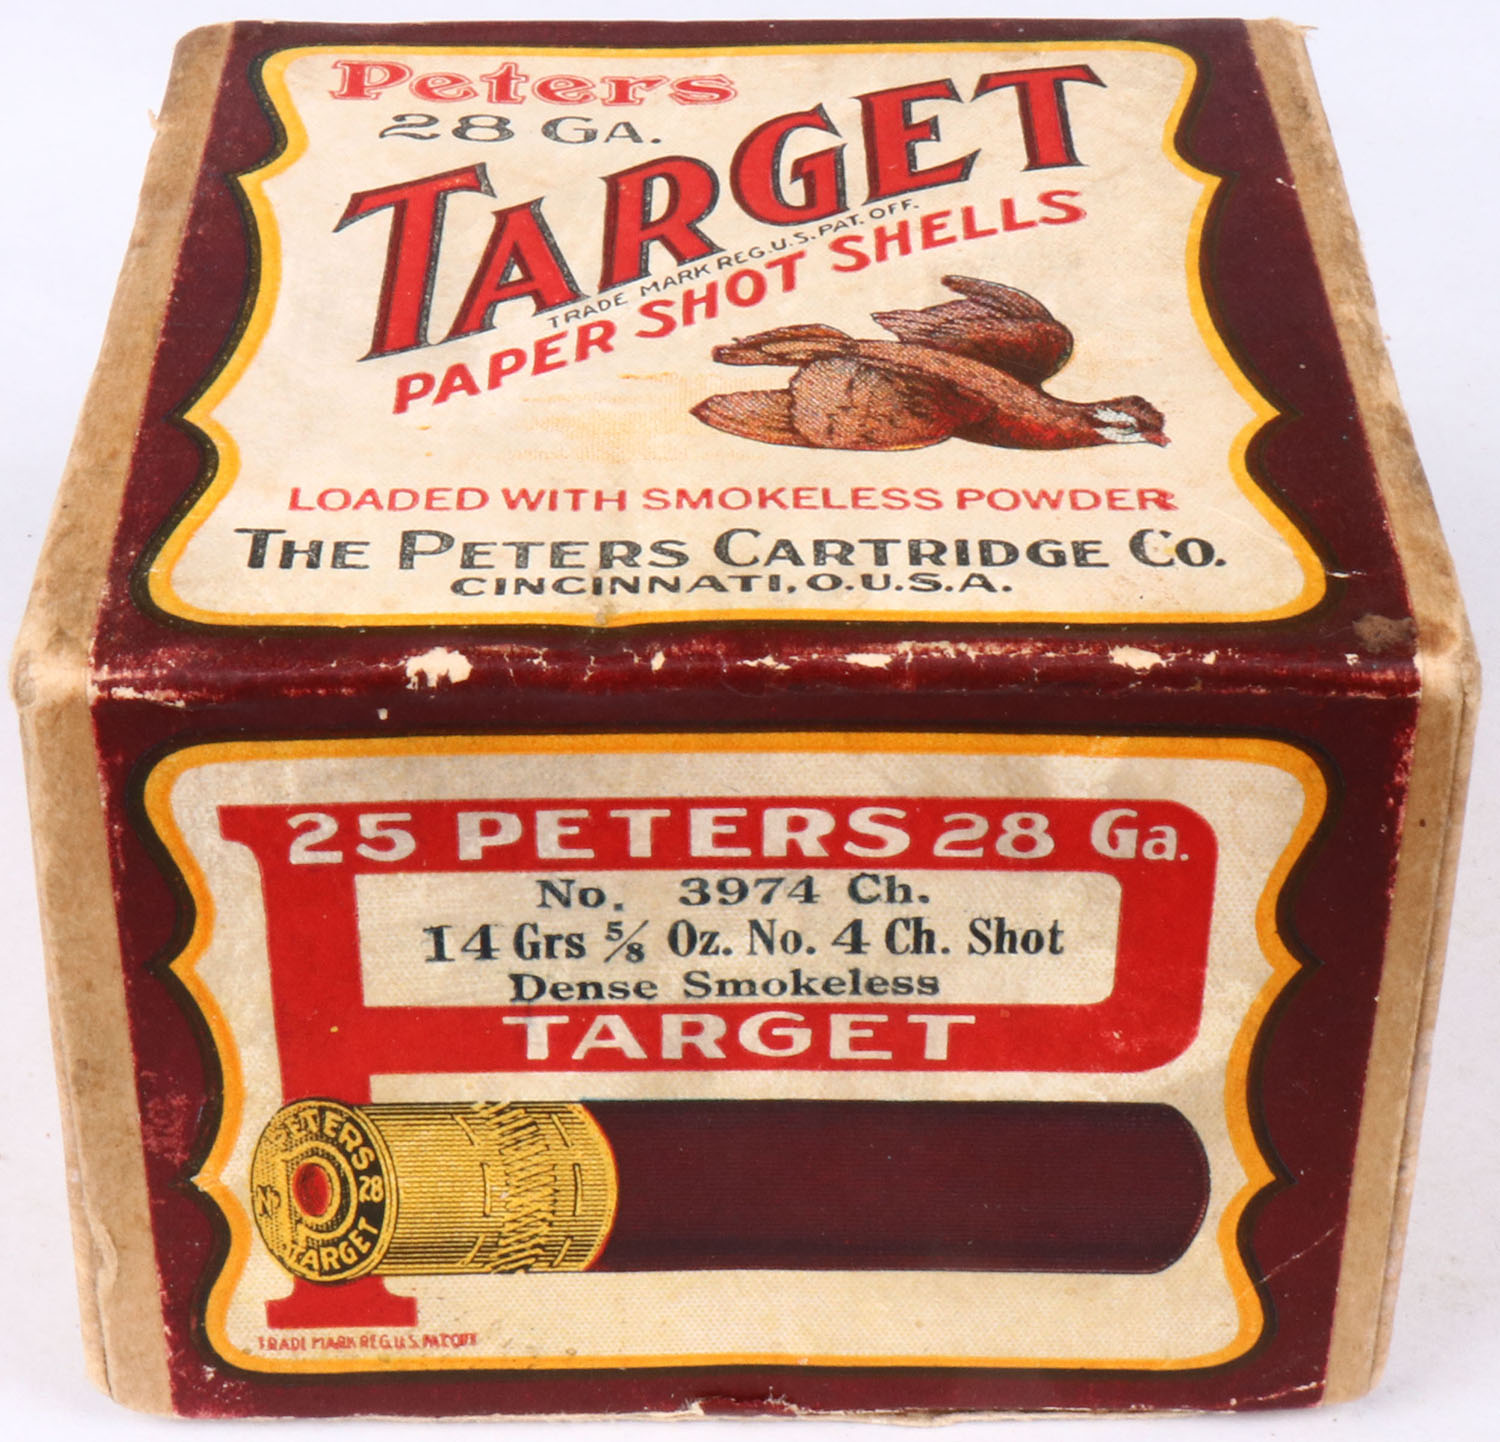 Peters
28 GA.
TARGET
TRADE MARK REG.U.S.PAT.OFF.
PAPER SHOT SHELLS
LOADED WITH SMOKELESS POWDER
THE PETERS CARTRIDGE CO.
CINCINNATI,O.U.S.A.
25 PETERS 28 Ga.
No. 3974 Ch.
14 Grs ⅝ Oz. No. 4 Ch. Shot
Dense Smokeless
TARGET
PETERS 28
TARGET
TRADE MARK REG.U.S.PAT.OFF